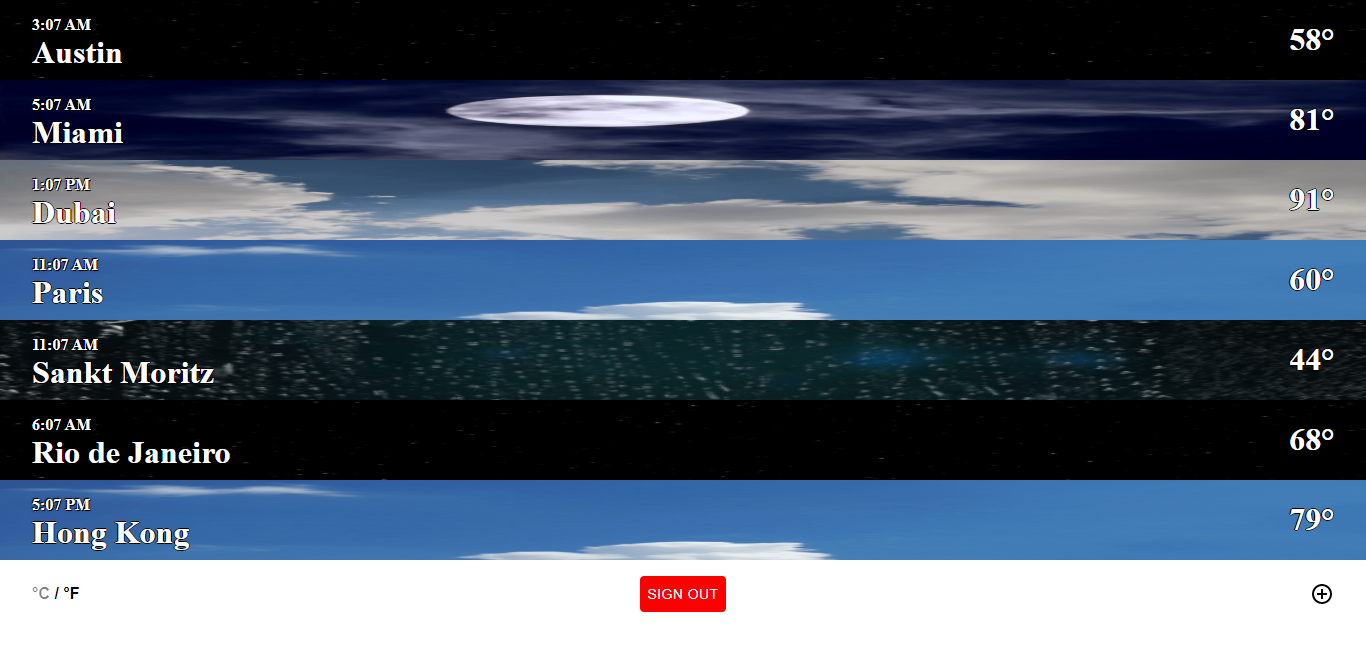 3:07 AM
Austin
58°
5:07 AM
Miami
81°
1:07 PM
Dubai
91°
11:07 AM
Paris
60°
11:07 AM
Sankt Moritz
44°
6:07 AM
Rio de Janeiro
68°
5:07 PM
Hong Kong
79°
°C / °F
SIGN OUT